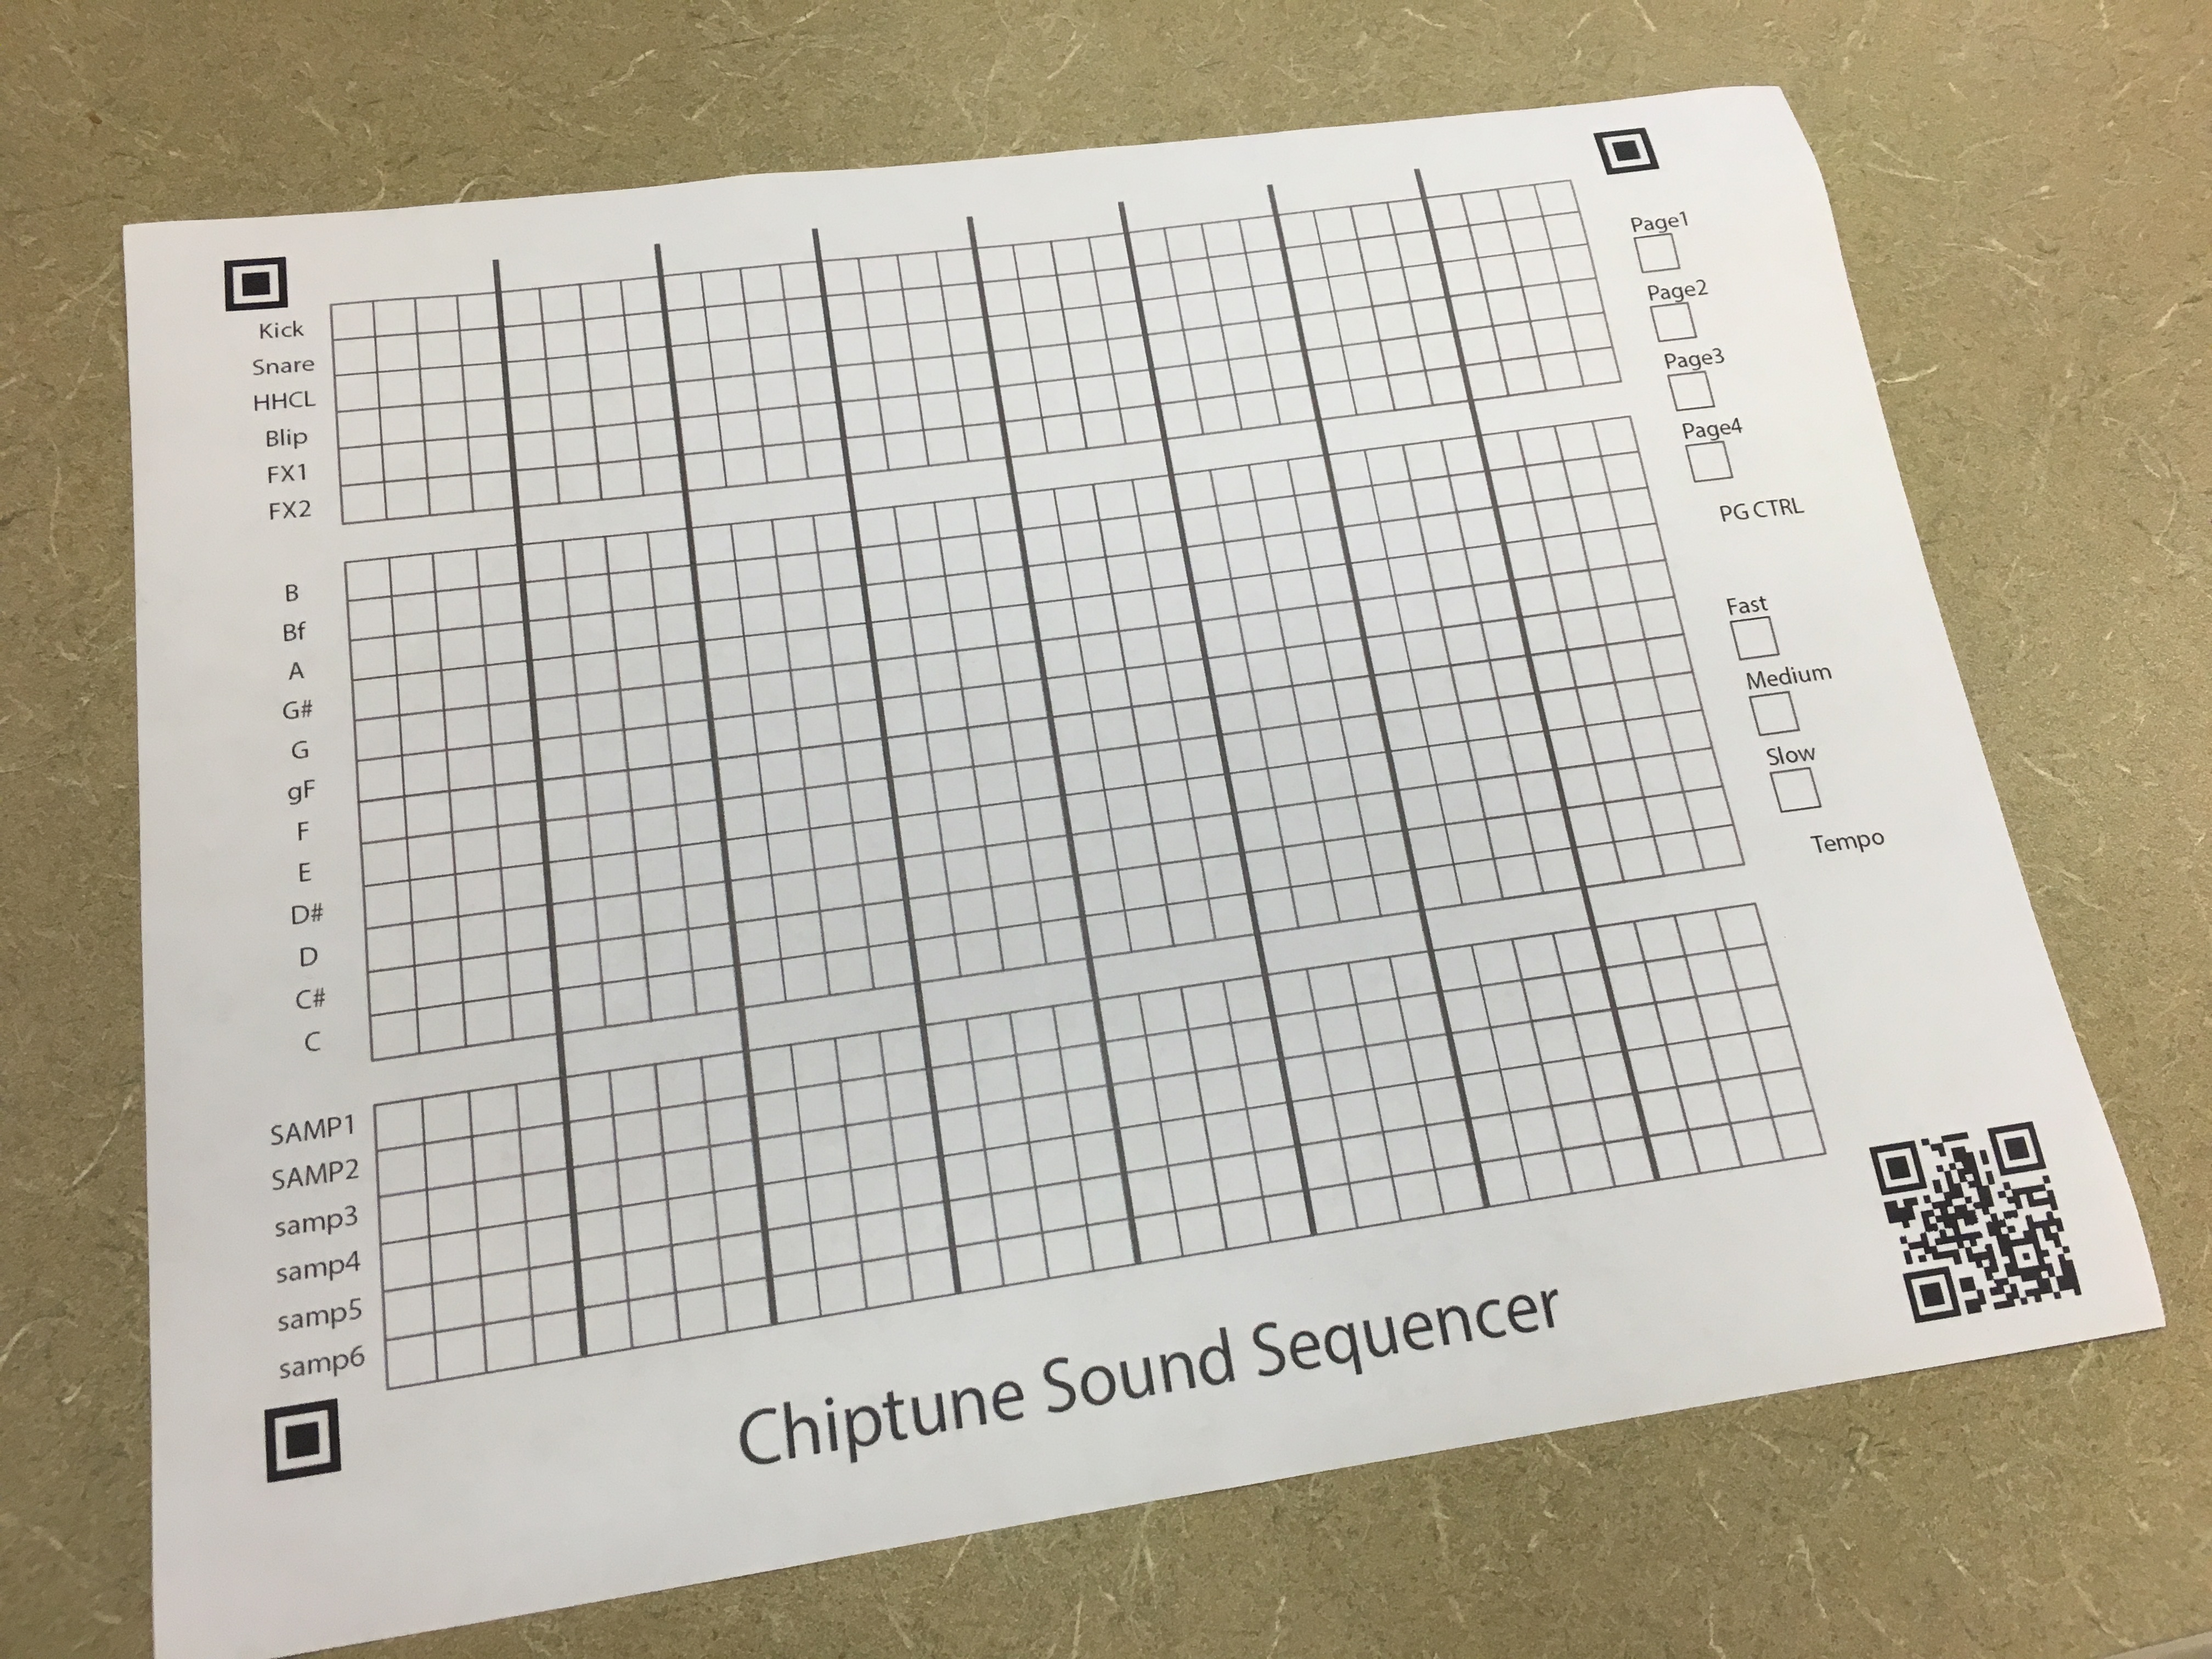 Kick
Snare
HHCL
Blip
FX1
FX2
B
Bf
A
G#
G
gF
F
E
D#
D
C#
C
SAMP1
SAMP2
samp3
samp4
samp5
samp6
Page1
Page2
Page3
Page4
PG CTRL
Fast
Medium
Slow
Tempo
Chiptune Sound Sequencer